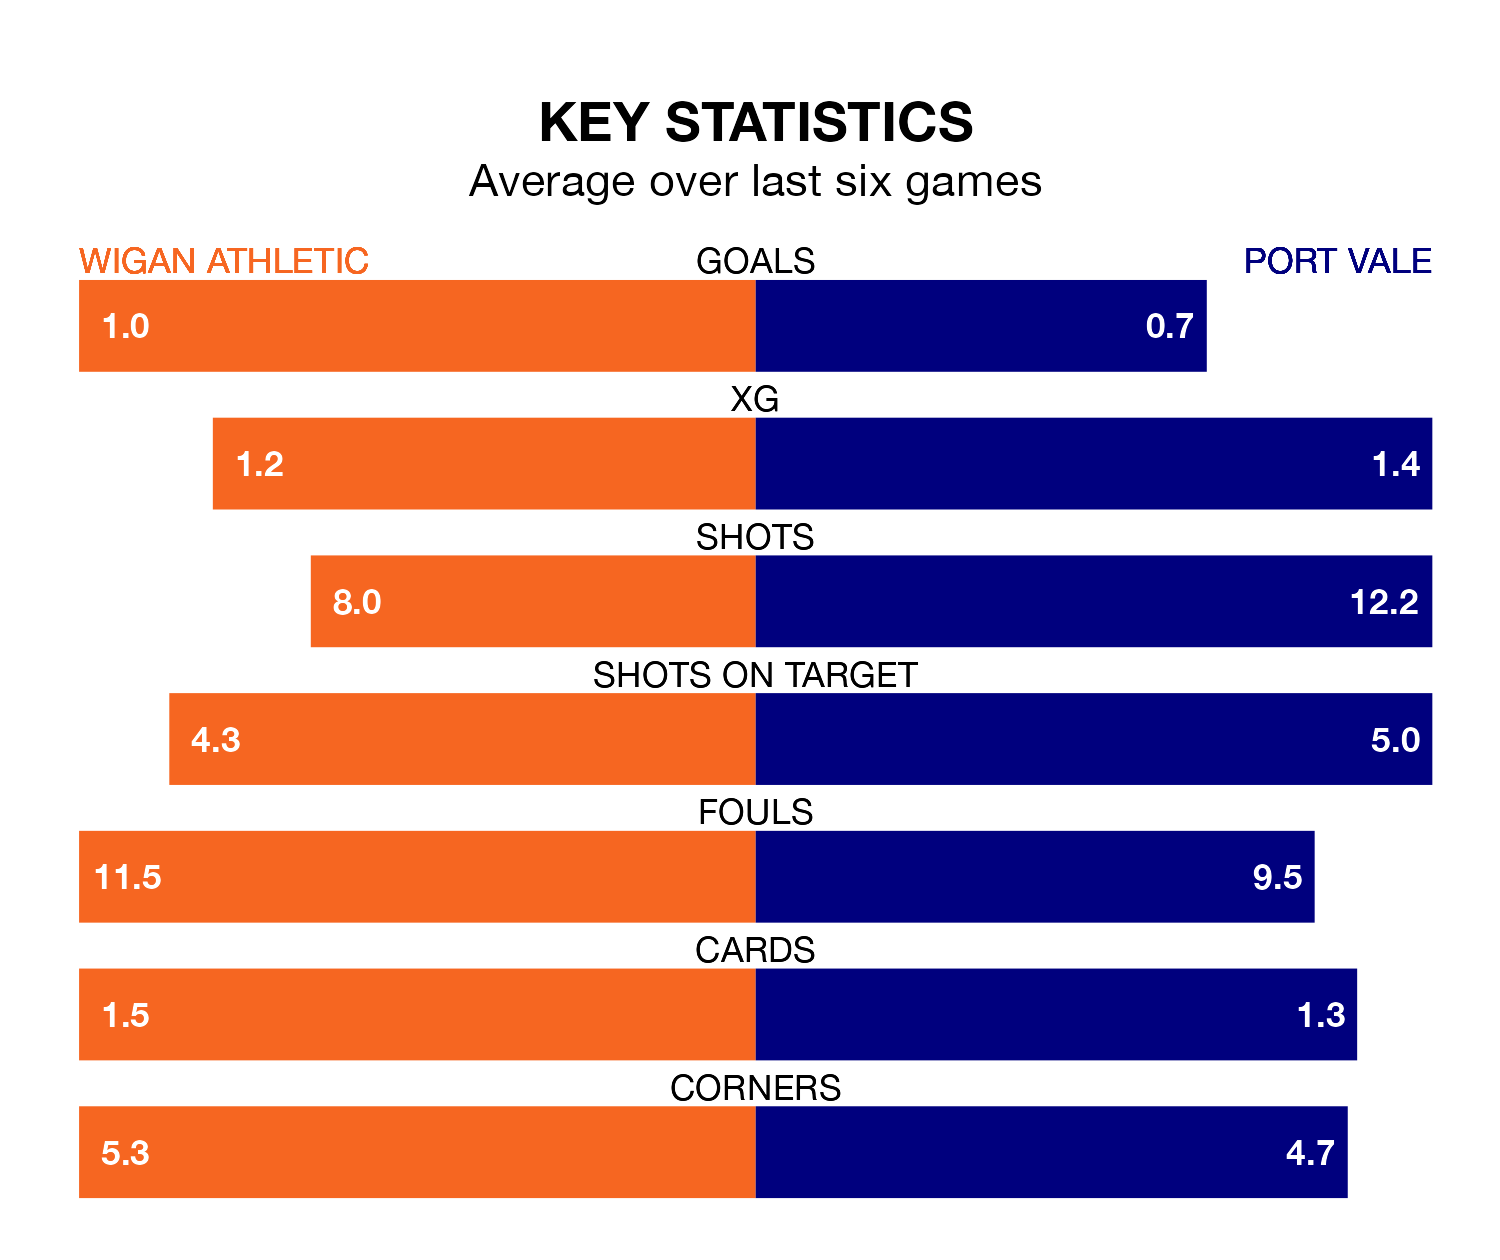 KEY STATISTICS
Average over last six games
WIGAN ATHLETIC GOALS PORT VALE
1.0 0.7
XG
1.2 1.4
SHOTS
8.0 12.2
SHOTS ON TARGET
4.3 5.0
FOULS
11.5 9.5
CARDS
1.5 1.3
CORNERS
5.3 4.7